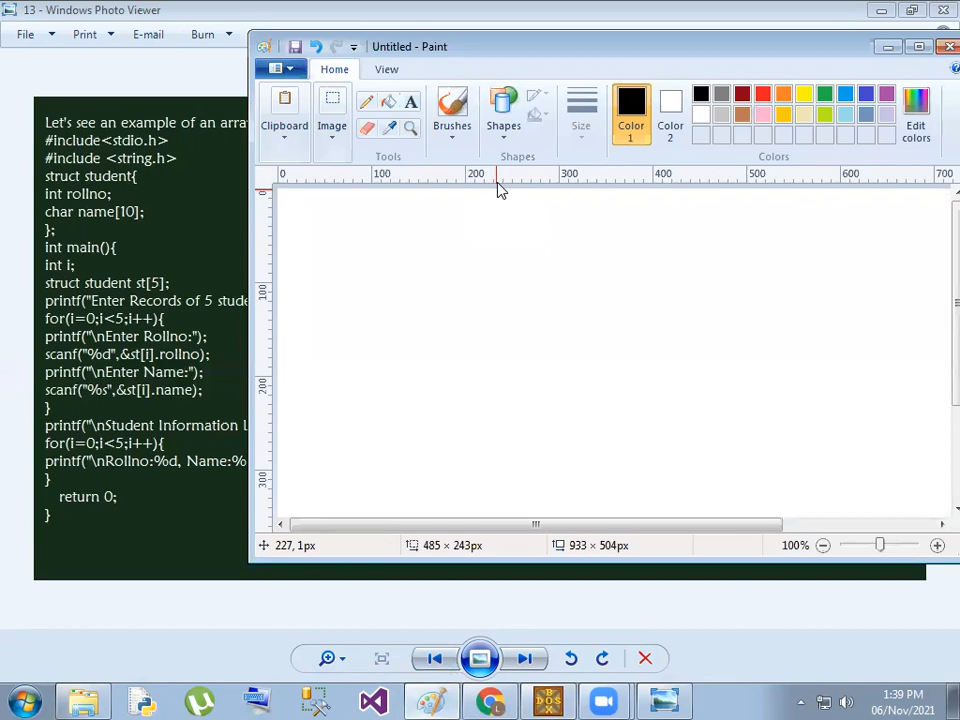 13 - Windows Photo Viewer
File Print E-mail Burn
Untitled - Paint
Home View
Clipboard
Image
Tools
Brushes
Shapes
Shapes
Size
Color 1
Color 2
Edit colors
Colors
0 100 200 300 400 500 600 700
0
100
200
300
Let's see an example of an arra
#include<stdio.h>
#include <string.h>
struct student{
int rollno;
char name[10];
};
int main(){
int i;
struct student st[5];
printf("Enter Records of 5 stude
for(i=0;i<5;i++){
printf("\nEnter Rollno:");
scanf("%d",&st[i].rollno);
printf("\nEnter Name:");
scanf("%s",&st[i].name);
}
printf("\nStudent Information L
for(i=0;i<5;i++){
printf("\nRollno:%d, Name:%
}
return 0;
}
227, 1px 485 × 243px 933 × 504px 100%
1:39 PM
06/Nov/2021